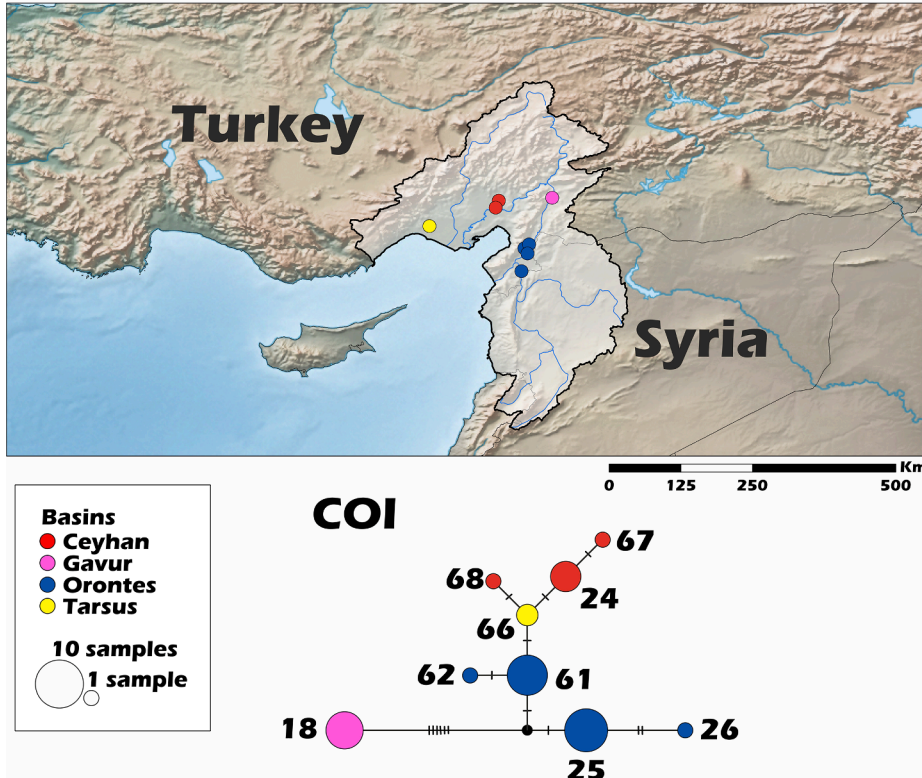 Turkey
Syria
Km
0 125 250 500
COI
Basins
Ceyhan
Gavur
Orontes
Tarsus
10 samples
1 sample
67
68
24
66
62
61
18
26
25